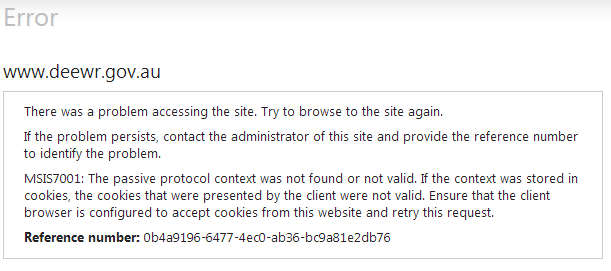 Error
www.deewr.gov.au
There was a problem accessing the site. Try to browse to the site again.
If the problem persists, contact the administrator of this site and provide the reference number
to identify the problem.
MSIS7001: The passive protocol context was not found or not valid. If the context was stored in
cookies, the cookies that were presented by the client were not valid. Ensure that the client
browser is configured to accept cookies from this website and retry this request.
Reference number: 0b4a9196-6477-4ec0-ab36-bc9a81e2db76